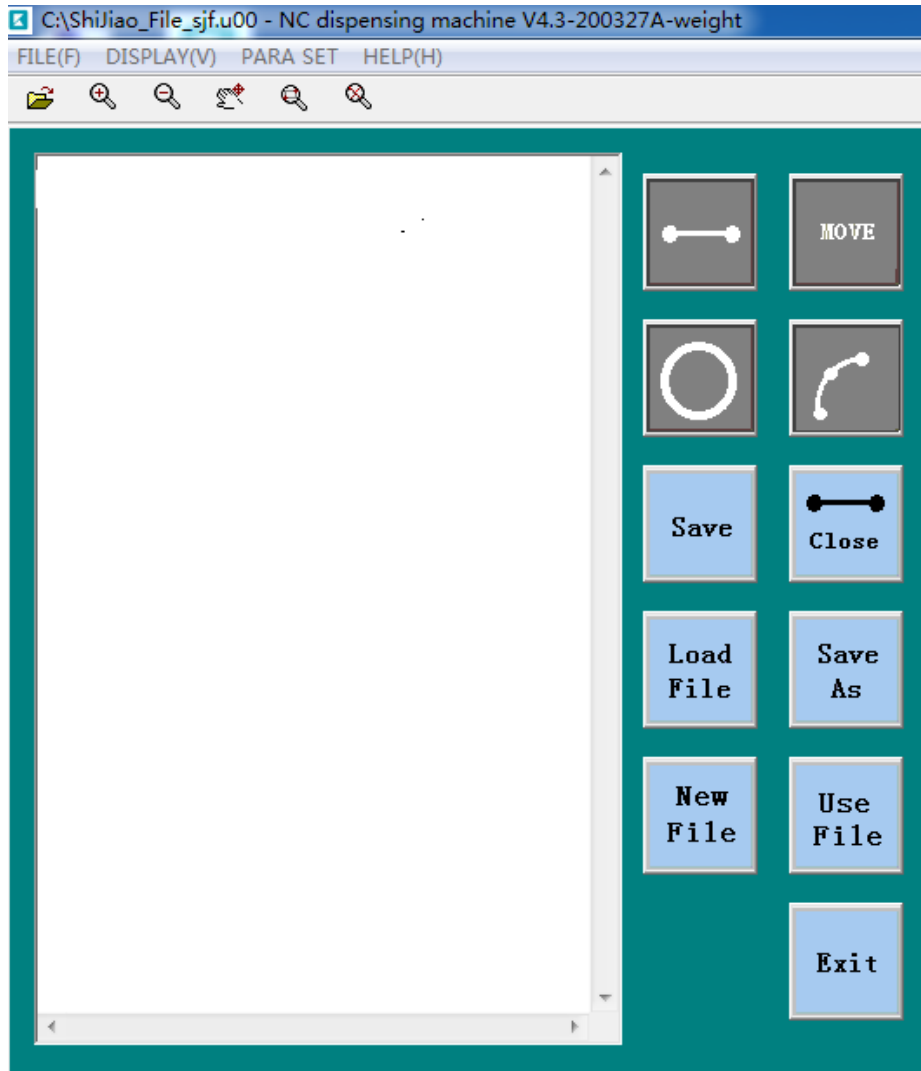 C:\ShiJiao_File_sjf.u00 - NC dispensing machine V4.3-200327A-weight
FILE(F) DISPLAY(V) PARA SET HELP(H)
MOVE
Save
Close
Load
File
Save
As
New
File
Use
File
Exit